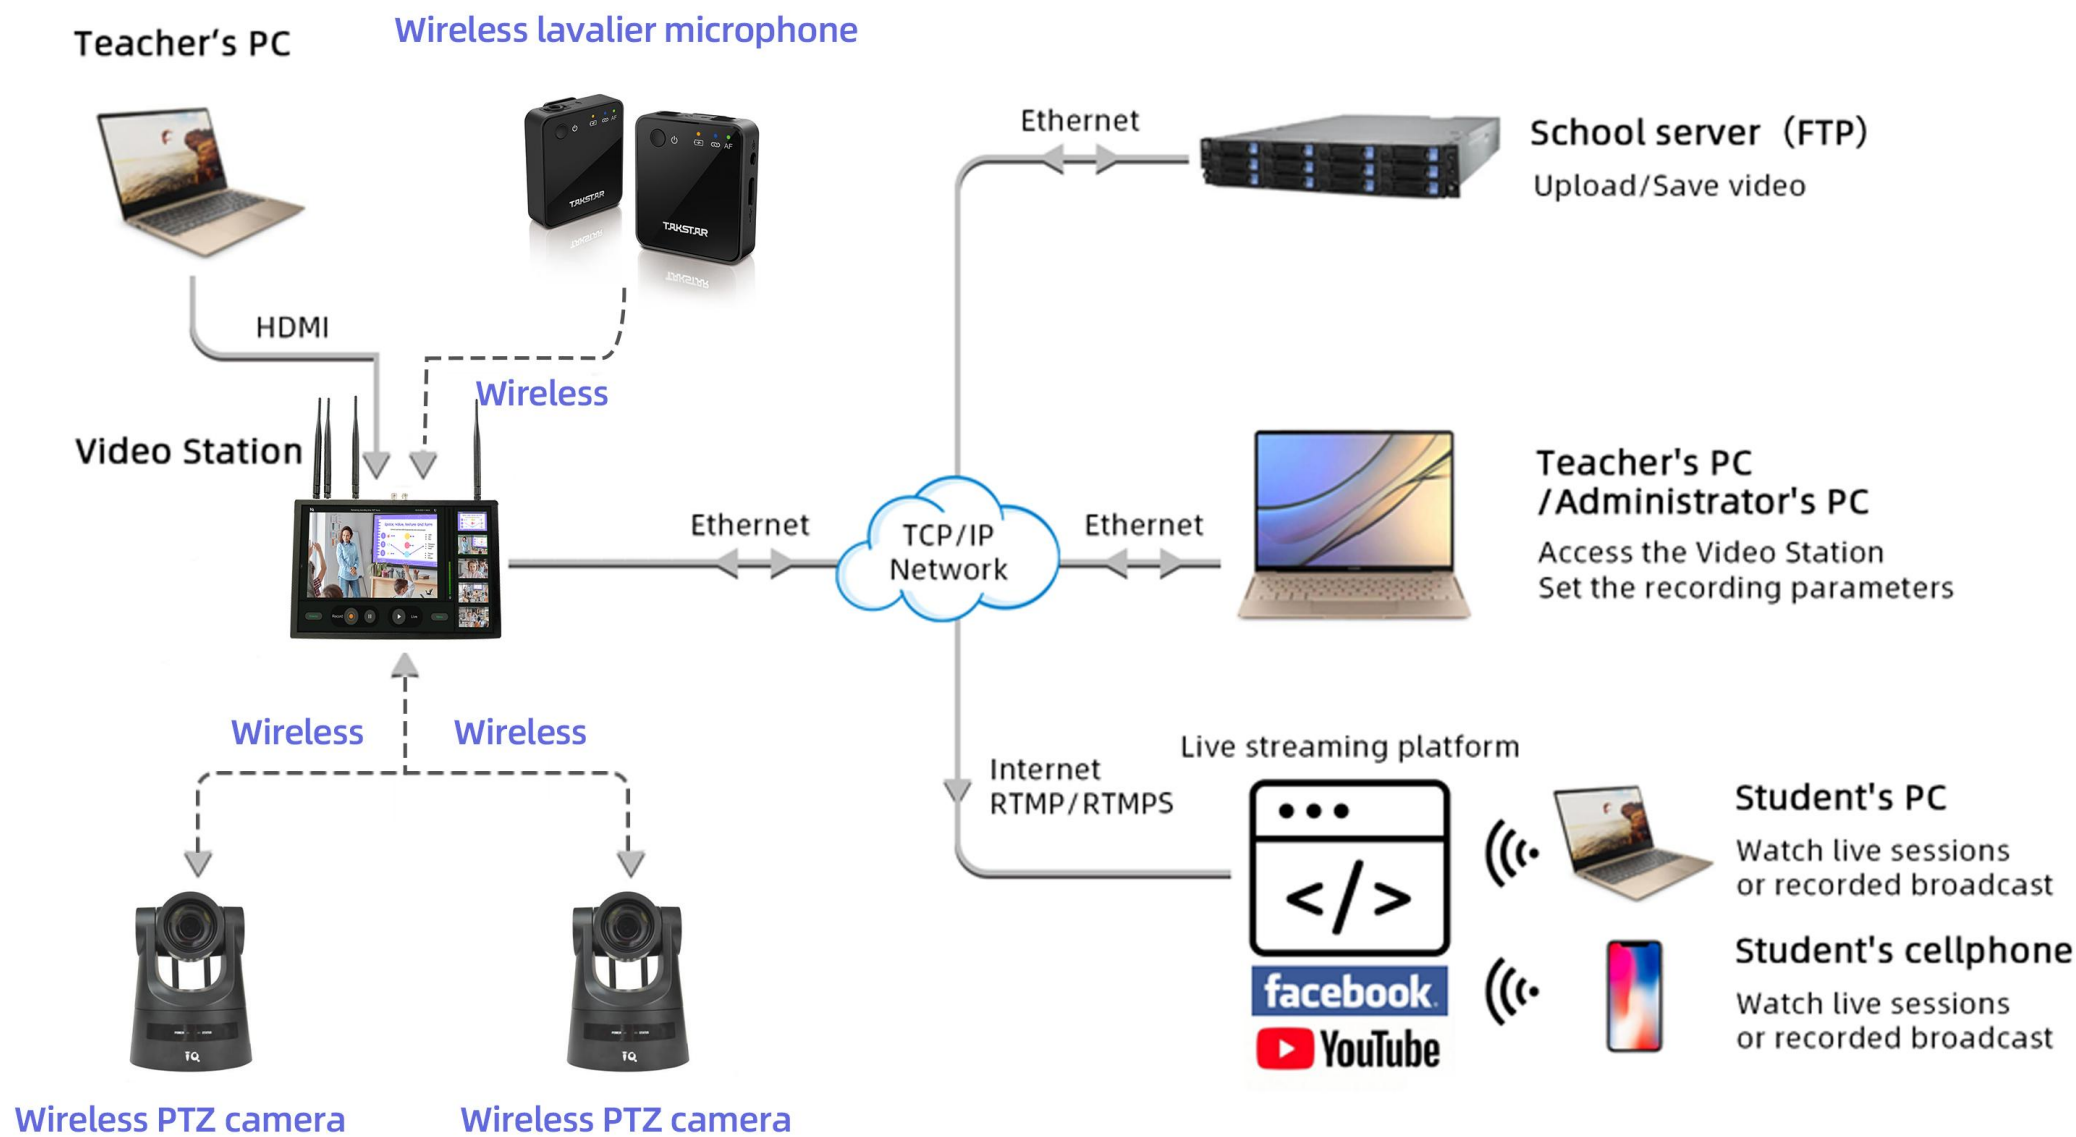 Teacher‘s PC
Wireless lavalier microphone
TAKSTAR
AF
TAKSTAR
AF
HDMI
Wireless
Video Station
Wireless
Wireless
Wireless PTZ camera
Wireless PTZ camera
Ethernet
TCP/IP
Network
Ethernet
School server（FTP）
Upload/Save video
Ethernet
Teacher's PC
/Administrator's PC
Access the Video Station
Set the recording parameters
Internet
RTMP/RTMPS
Live streaming platform
</>
facebook.
YouTube
Student's PC
Watch live sessions
or recorded broadcast
Student's cellphone
Watch live sessions
or recorded broadcast